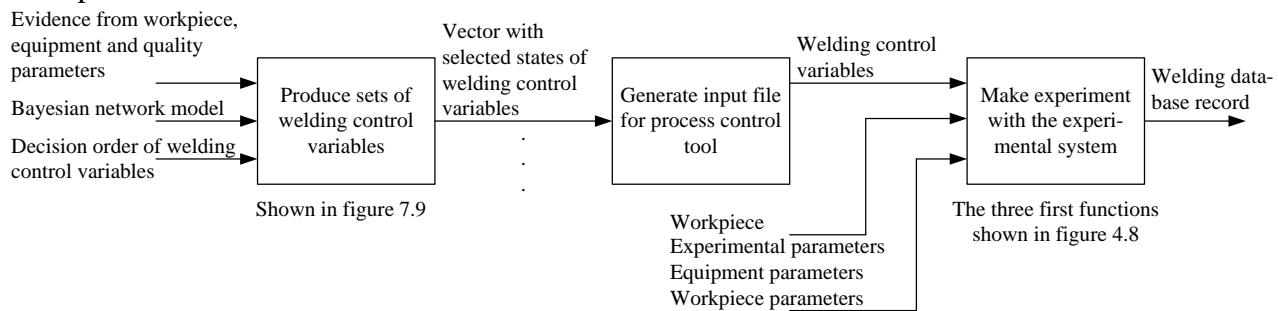 Evidence from workpiece,
equipment and quality
parameters
Bayesian network model
Decision order of welding
control variables
Produce sets of
welding control
variables
Shown in figure 7.9
Vector with
selected states of
welding control
variables
.
.
.
Generate input file
for process control
tool
Welding control
variables
Workpiece
Experimental parameters
Equipment parameters
Workpiece parameters
Make experiment
with the experi-
mental system
The three first functions
shown in figure 4.8
Welding data-
base record